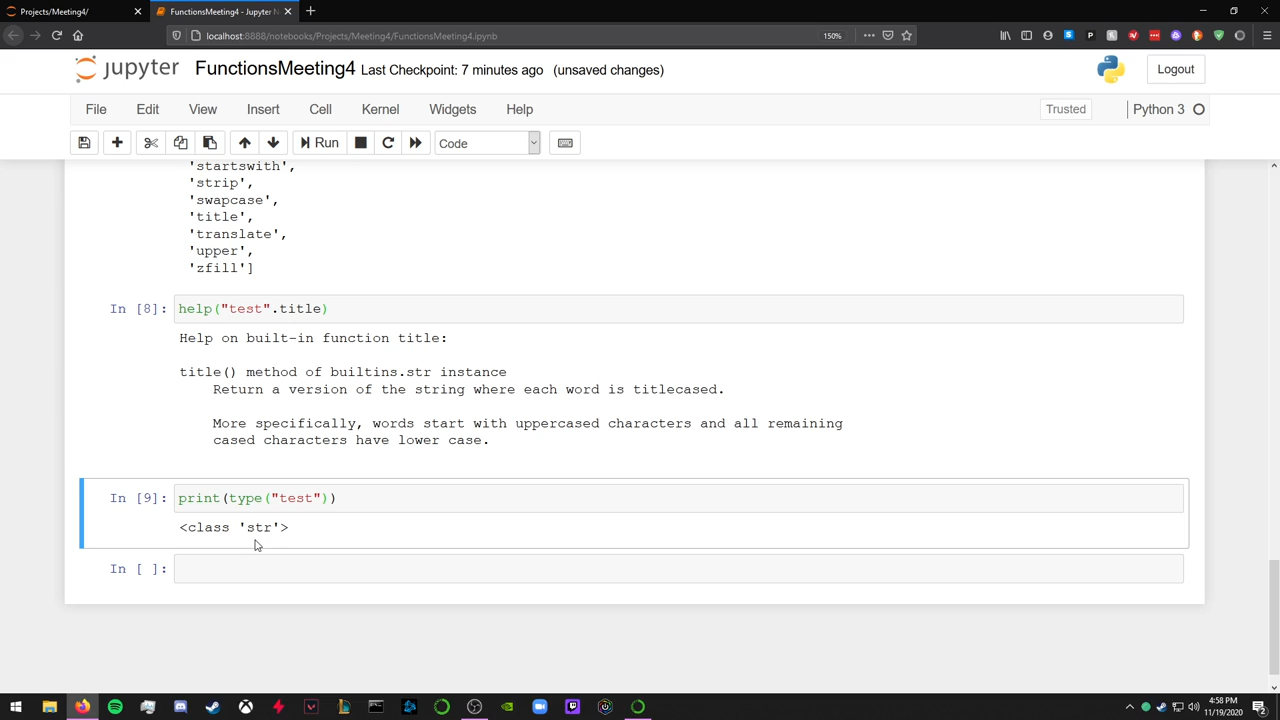 Projects/Meeting4/
FunctionsMeeting4 - Jupyter N
localhost:8888/notebooks/Projects/Meeting4/FunctionsMeeting4.ipynb
150%
jupyter FunctionsMeeting4 Last Checkpoint: 7 minutes ago (unsaved changes)
Logout
File Edit View Insert Cell Kernel Widgets Help
Trusted
Python 3
Run
Code
'startswith',
'strip',
'swapcase',
'title',
'translate',
'upper',
'zfill']
In [8]: help("test".title)
Help on built-in function title:
title() method of builtins.str instance
Return a version of the string where each word is titlecased.
More specifically, words start with uppercased characters and all remaining
cased characters have lower case.
In [9]: print(type("test"))
<class 'str'>
In [ ]:
4:58 PM
11/19/2020
2